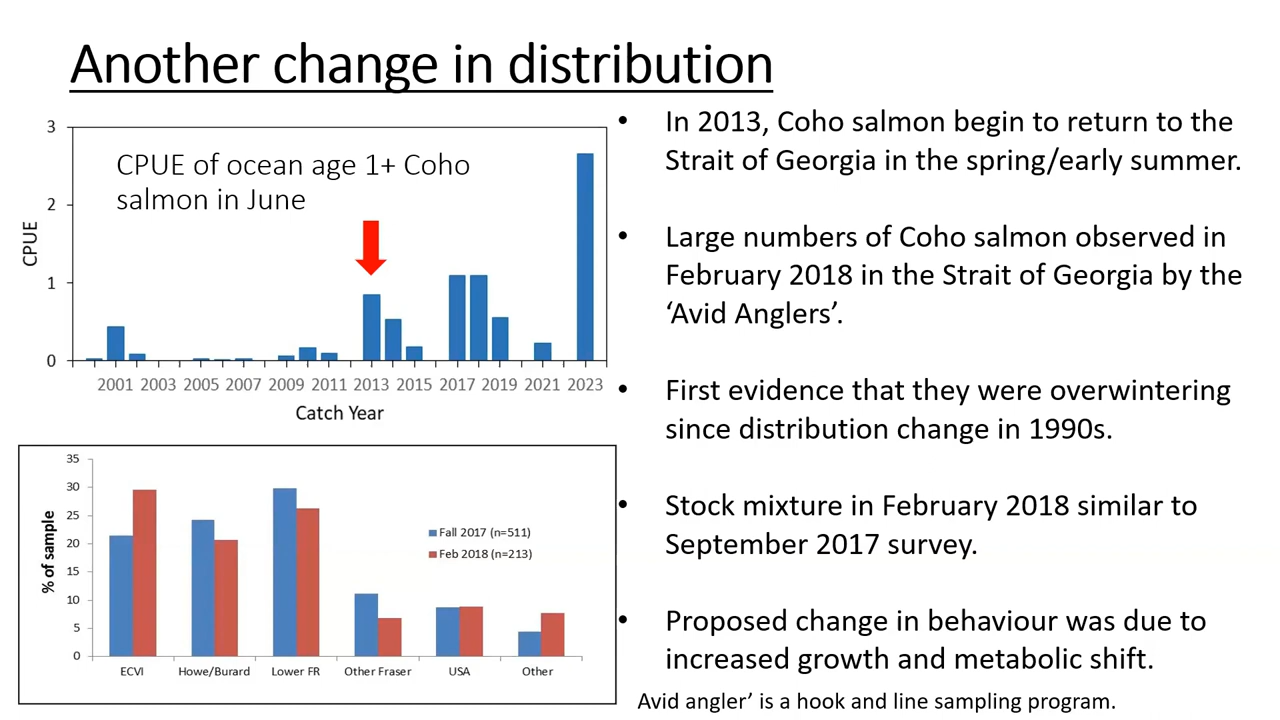 Another change in distribution
CPUE of ocean age 1+ Coho
salmon in June
3
2
1
0
CPUE
2001 2003 2005 2007 2009 2011 2013 2015 2017 2019 2021 2023
Catch Year
35
30
25
20
15
10
5
0
% of sample
Fall 2017 (n=511)
Feb 2018 (n=213)
ECVI Howe/Burard Lower FR Other Fraser USA Other
• In 2013, Coho salmon begin to return to the
Strait of Georgia in the spring/early summer.
• Large numbers of Coho salmon observed in
February 2018 in the Strait of Georgia by the
‘Avid Anglers’.
• First evidence that they were overwintering
since distribution change in 1990s.
• Stock mixture in February 2018 similar to
September 2017 survey.
• Proposed change in behaviour was due to
increased growth and metabolic shift.
Avid angler’ is a hook and line sampling program.